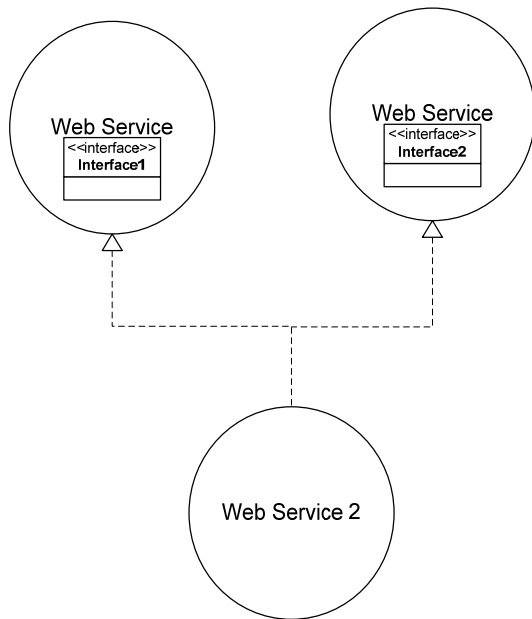 Web Service
<<interface>>
Interface1
Web Service
<<interface>>
Interface2
Web Service 2